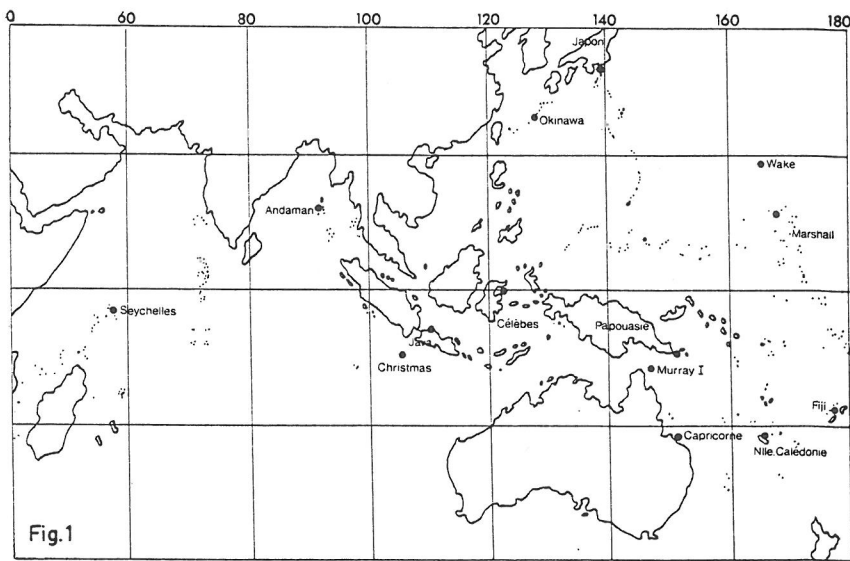 0 60 80 100 120 140 160 180
Japon
Okinawa
Wake
Andaman
Marshall
Seychelles
Célèbes
Papouasie
Java
Christmas
Murray I
Fiji
Capricorne
Nlle. Calédonie
Fig.1